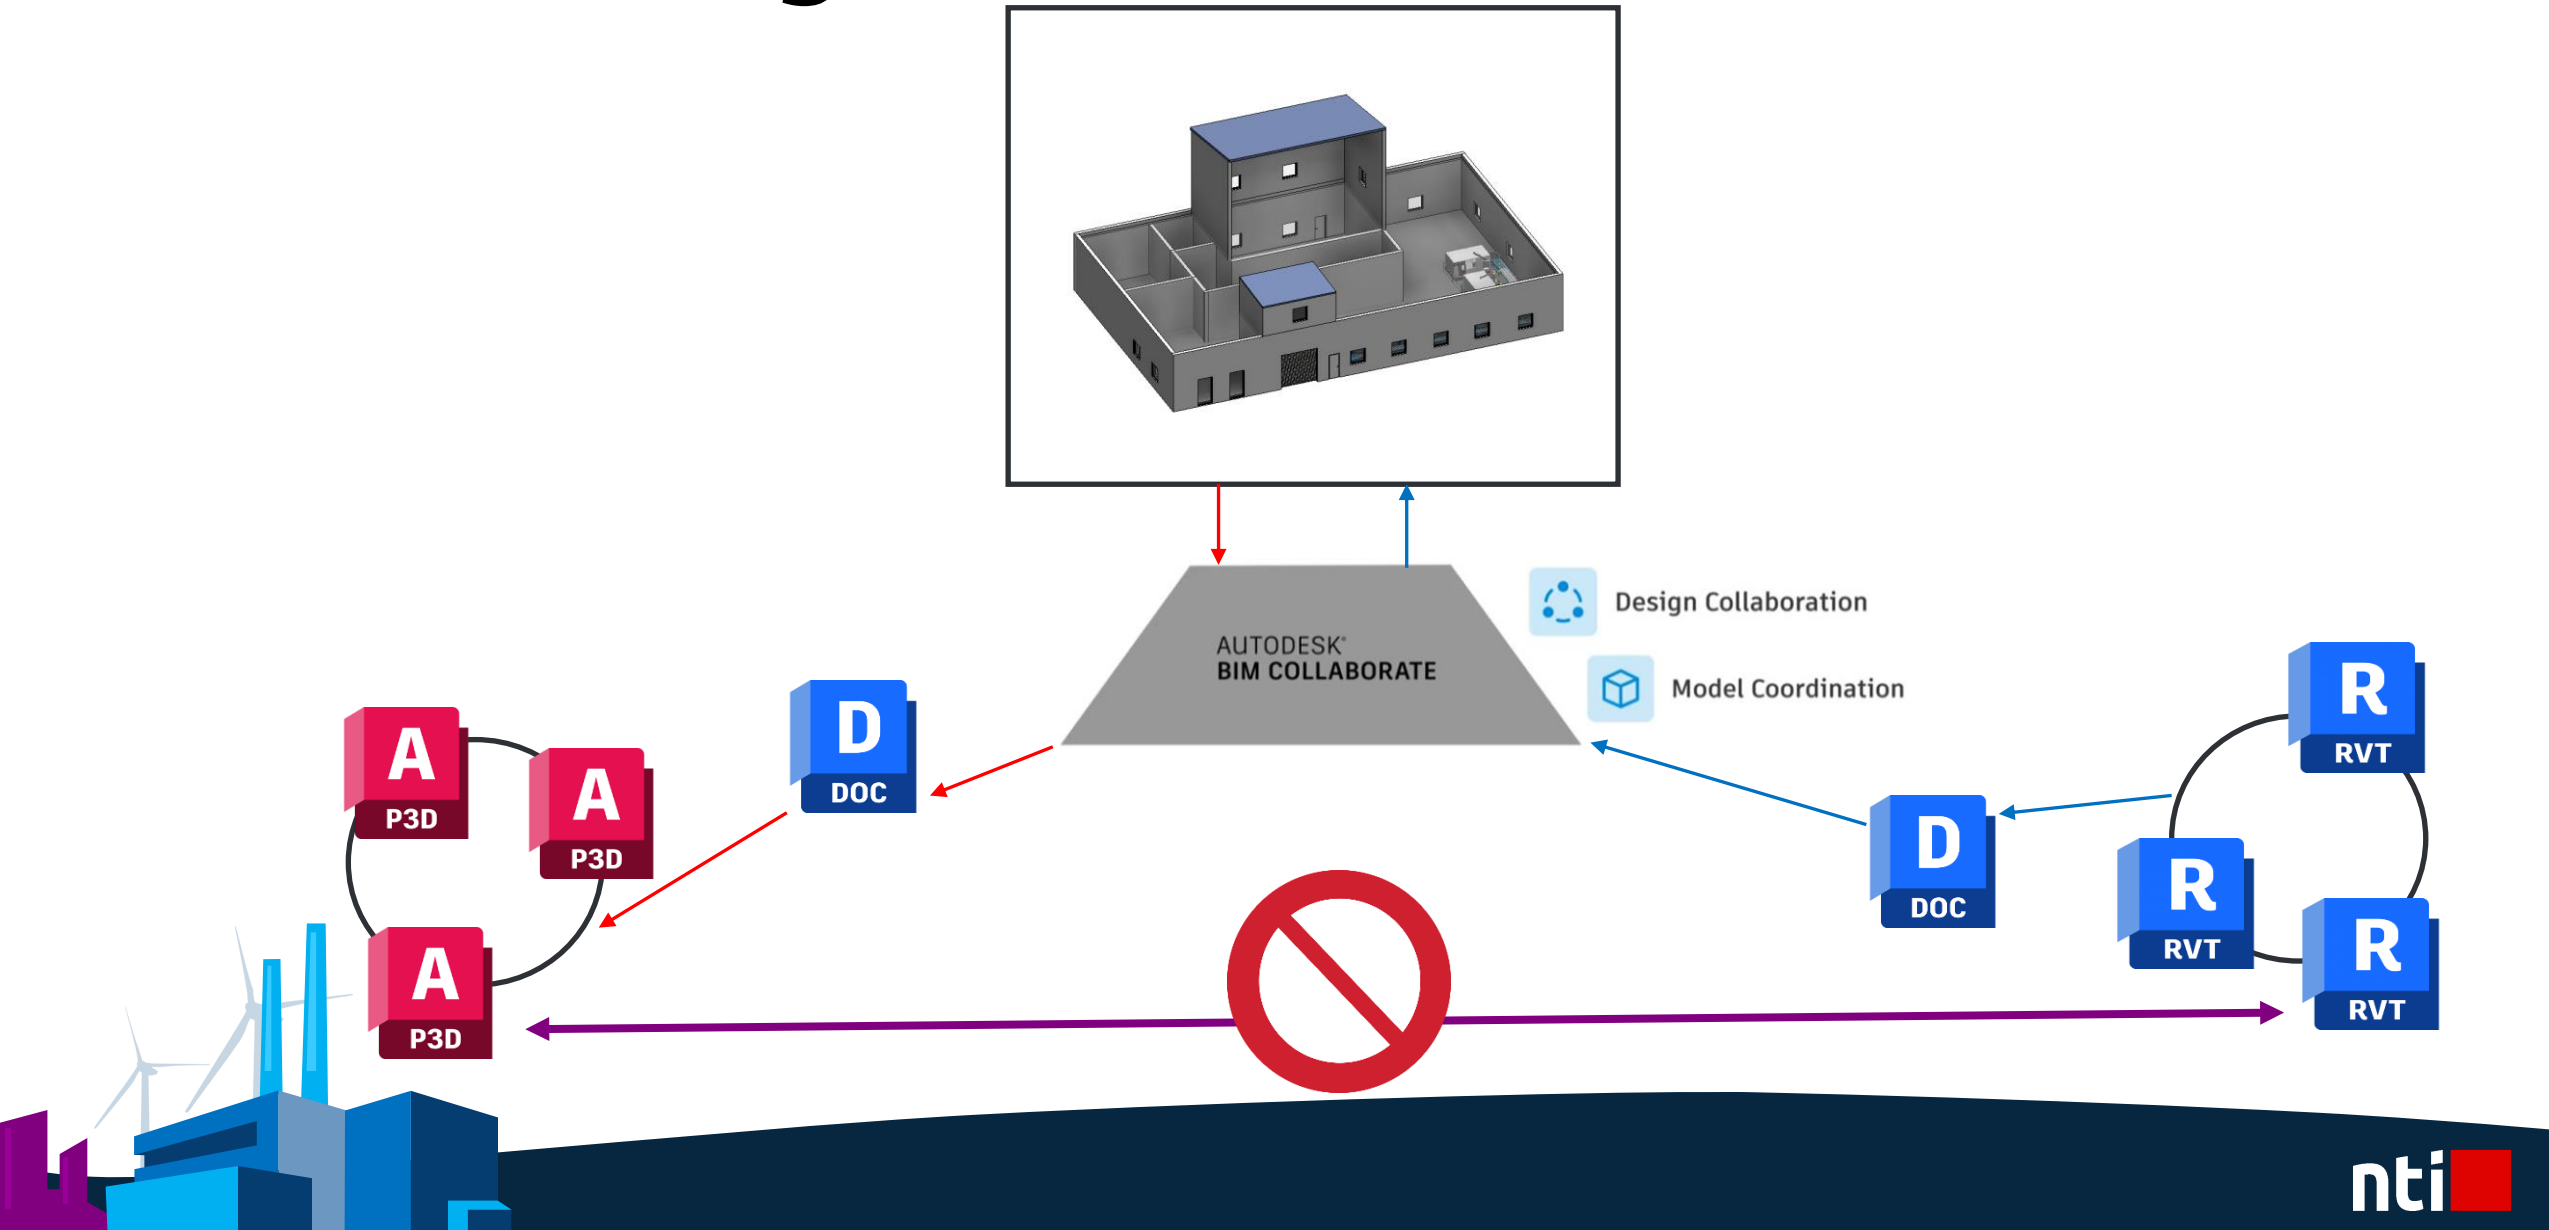 AUTODESK®
BIM COLLABORATE
Design Collaboration
Model Coordination
A
P3D
A
P3D
A
P3D
D
DOC
D
DOC
R
RVT
R
RVT
R
RVT
nti